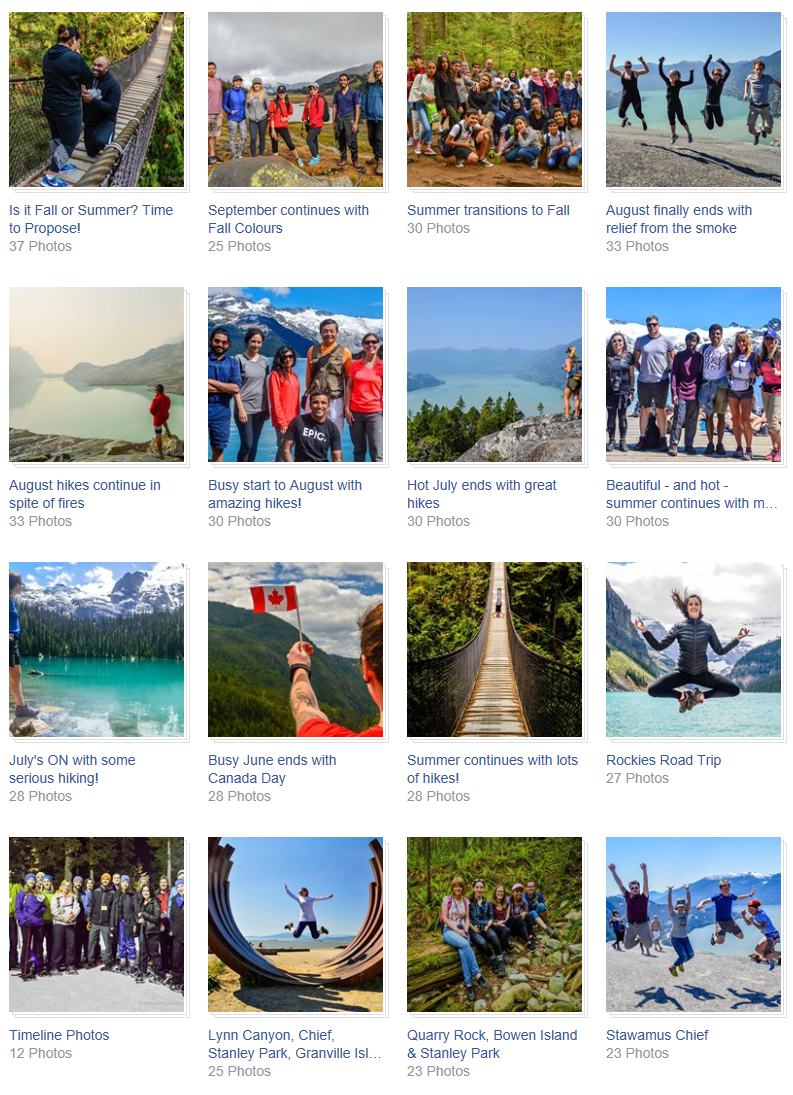 Is it Fall or Summer? Time
to Propose!
37 Photos
September continues with
Fall Colours
25 Photos
Summer transitions to Fall
30 Photos
August finally ends with
relief from the smoke
33 Photos
August hikes continue in
spite of fires
33 Photos
EPIC.
Busy start to August with
amazing hikes!
30 Photos
Hot July ends with great
hikes
30 Photos
Beautiful - and hot -
summer continues with m...
30 Photos
July's ON with some
serious hiking!
28 Photos
Busy June ends with
Canada Day
28 Photos
Summer continues with lots
of hikes!
28 Photos
Rockies Road Trip
27 Photos
Timeline Photos
12 Photos
Lynn Canyon, Chief,
Stanley Park, Granville Isl...
25 Photos
Quarry Rock, Bowen Island
& Stanley Park
23 Photos
Stawamus Chief
23 Photos